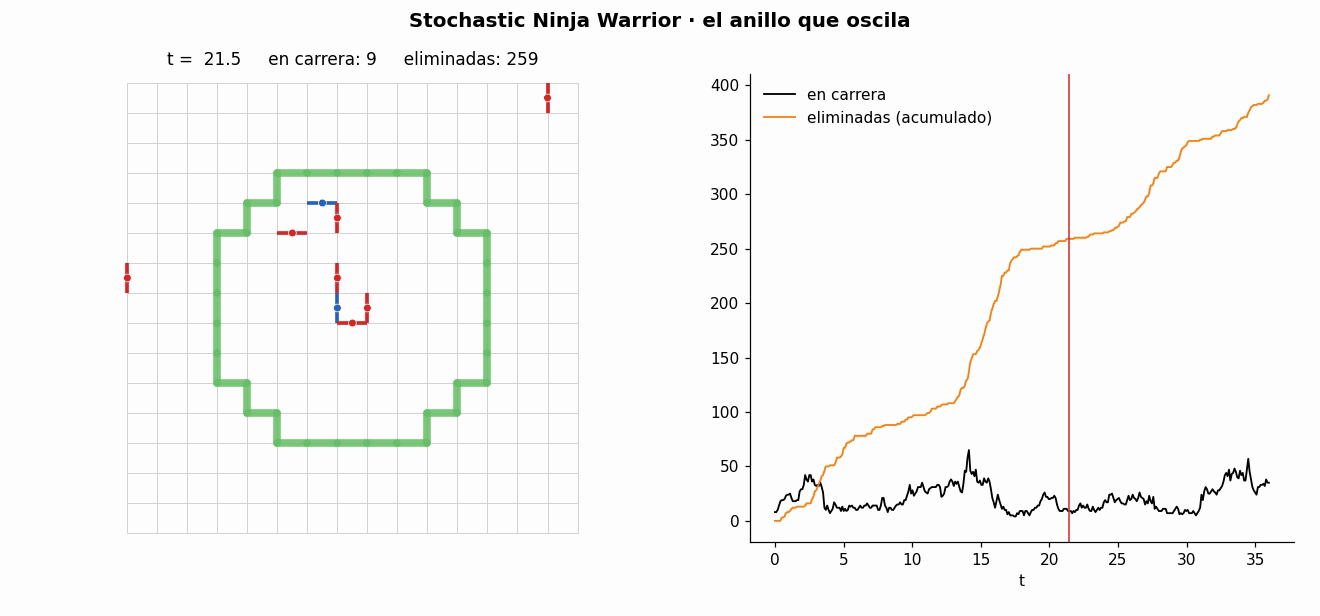 Stochastic Ninja Warrior · el anillo que oscila
t =  21.5     en carrera: 9     eliminadas: 259
en carrera
eliminadas (acumulado)
400
350
300
250
200
150
100
50
0
0 5 10 15 20 25 30 35
t